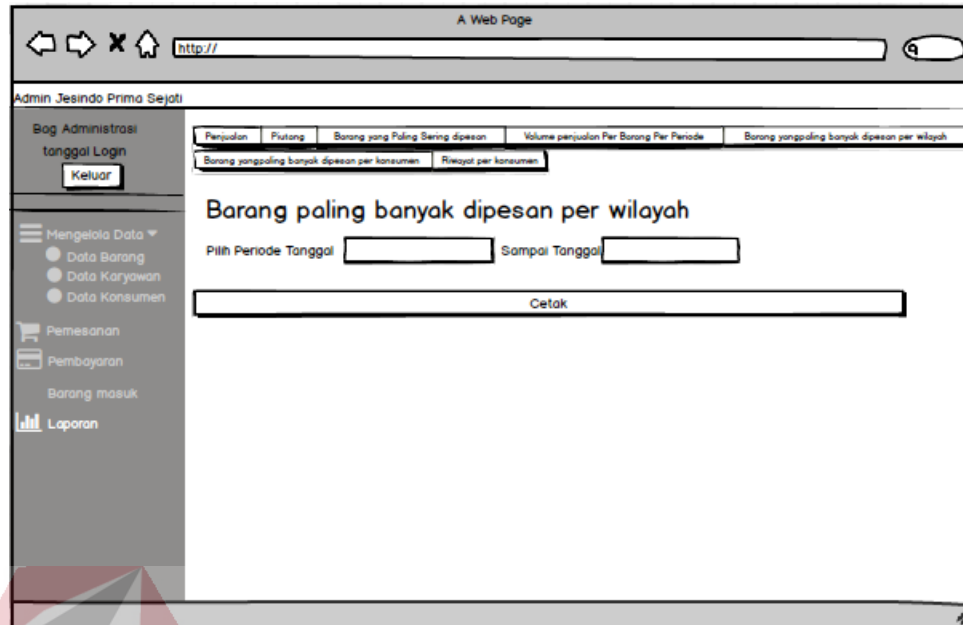 A Web Page
http://
Admin Jesindo Prima Sejati
Bag Administrasi
tanggal Login
Keluar
Mengelola Data
Data Barang
Data Karyawan
Data Konsumen
Pemesanan
Pembayaran
Barang masuk
Laporan
Penjualan Piutang Barang yang Paling Sering dipesan Volume penjualan Per Barang Per Periode Barang yangpaling banyak dipesan per wilayah
Barang yangpaling banyak dipesan per konsumen Riwayat per konsumen
Barang paling banyak dipesan per wilayah
Pilih Periode Tanggal Sampai Tanggal
Cetak